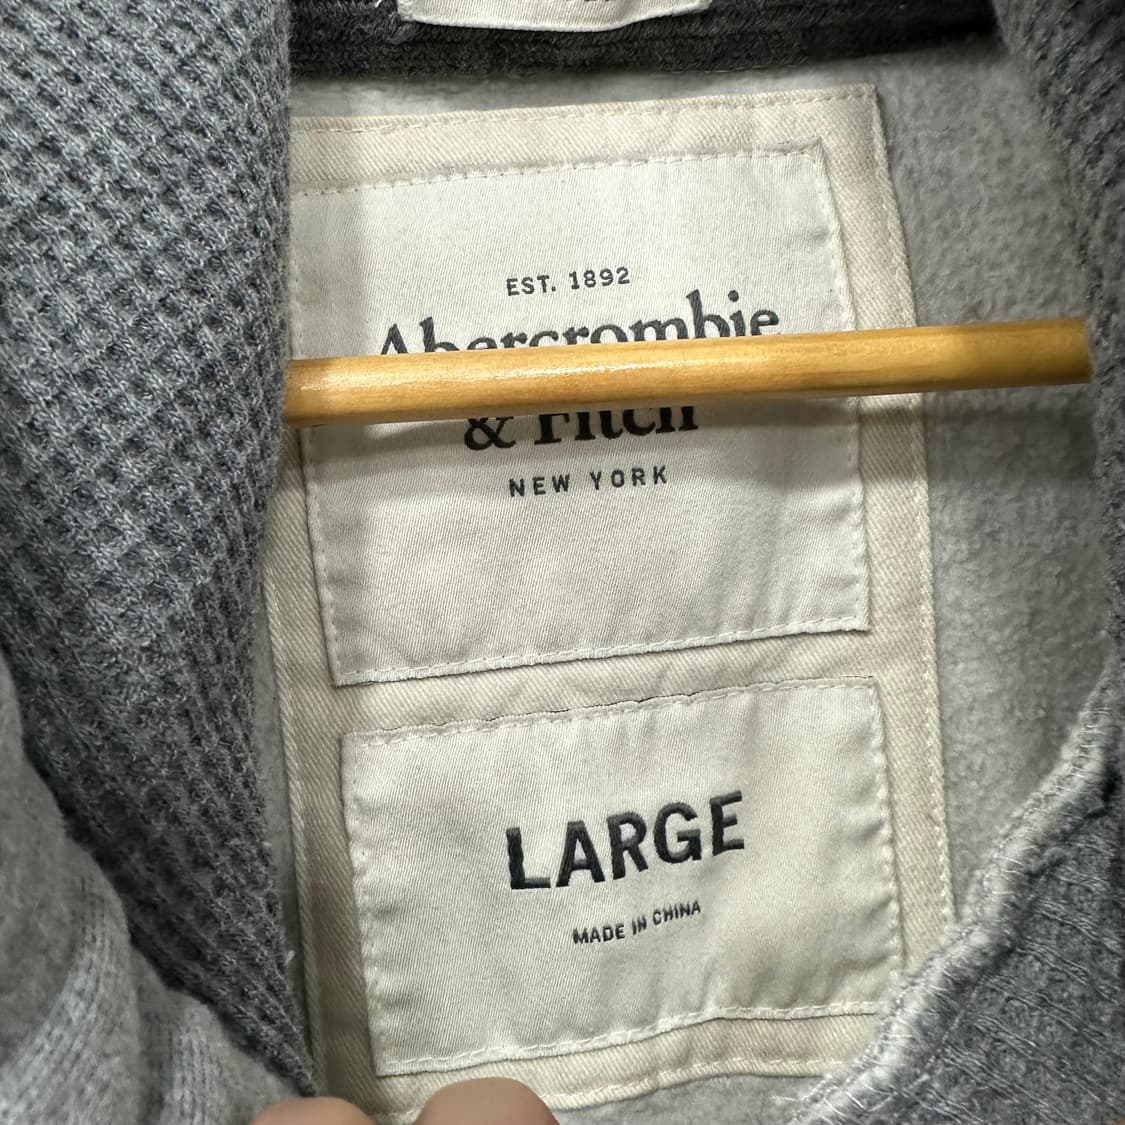 EST. 1892
Abercrombie
& Fitch
NEW YORK
LARGE
MADE IN CHINA